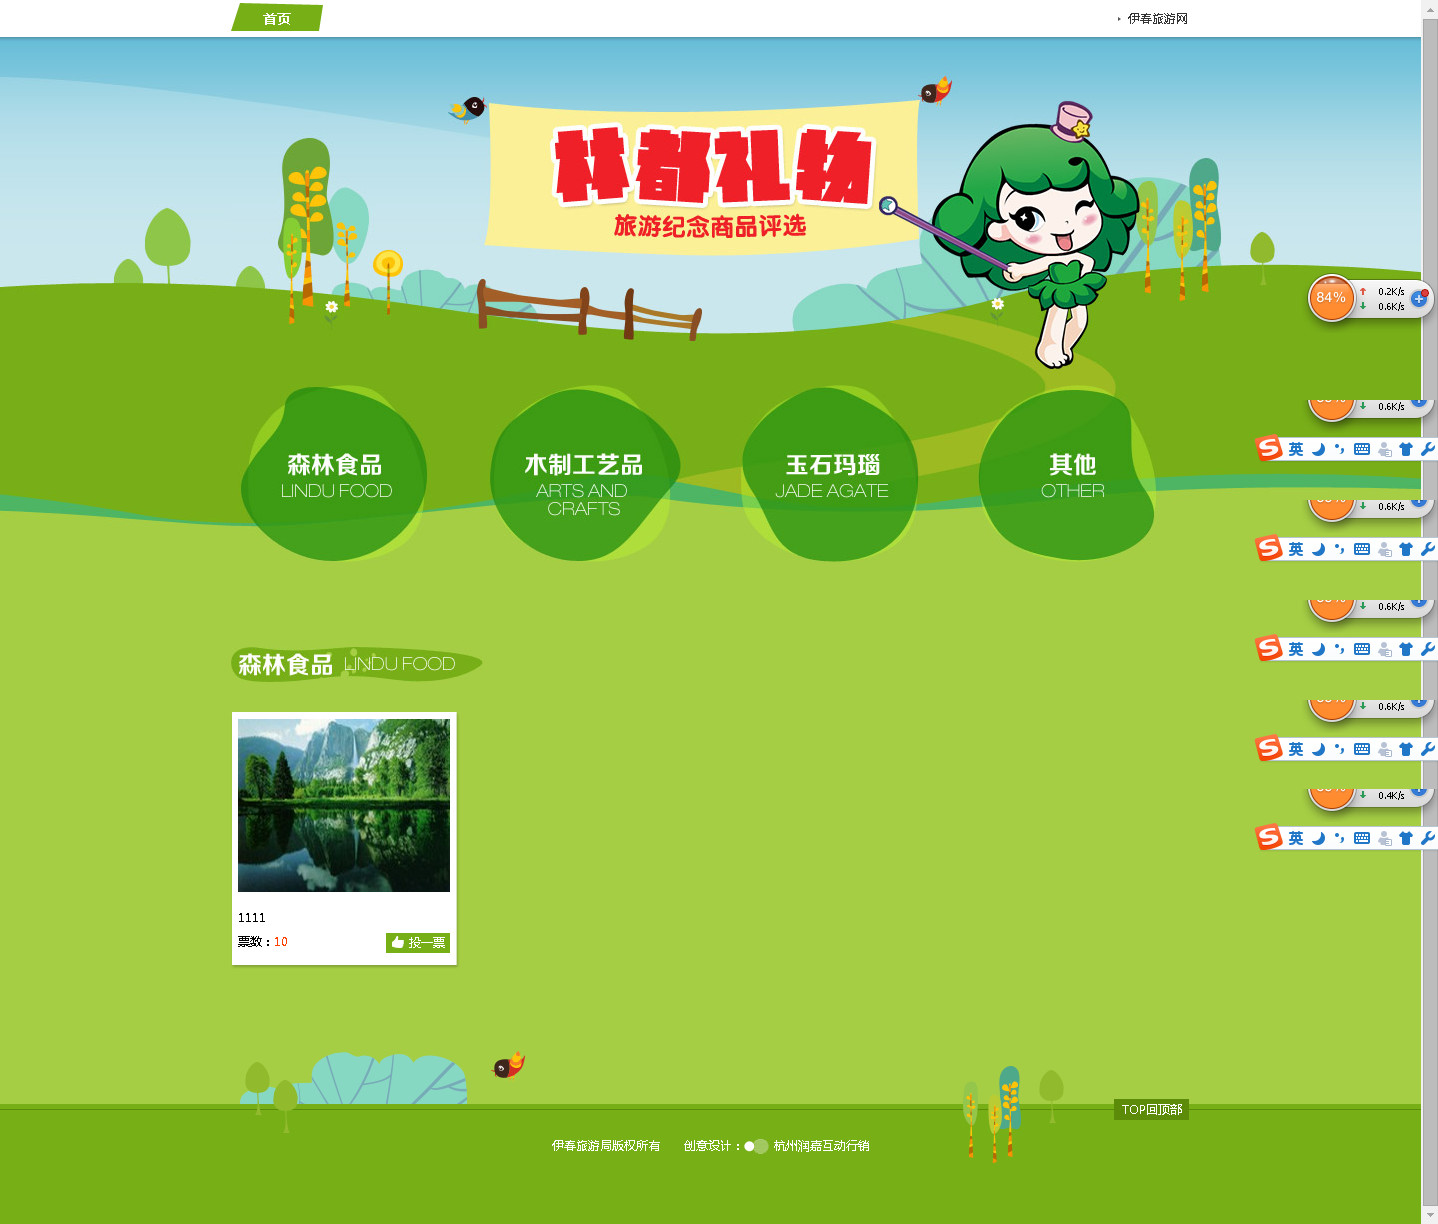 首页
伊春旅游网
林都礼物
旅游纪念商品评选
84%
0.2K/s
0.6K/s
0.6K/s
英
森林食品
LINDU FOOD
木制工艺品
ARTS AND
CRAFTS
玉石玛瑙
JADE AGATE
其他
OTHER
0.6K/s
英
0.6K/s
英
森林食品 LINDU FOOD
0.6K/s
英
0.4K/s
英
1111
票数：10
投一票
TOP回顶部
伊春旅游局版权所有 创意设计： 杭州润嘉互动行销